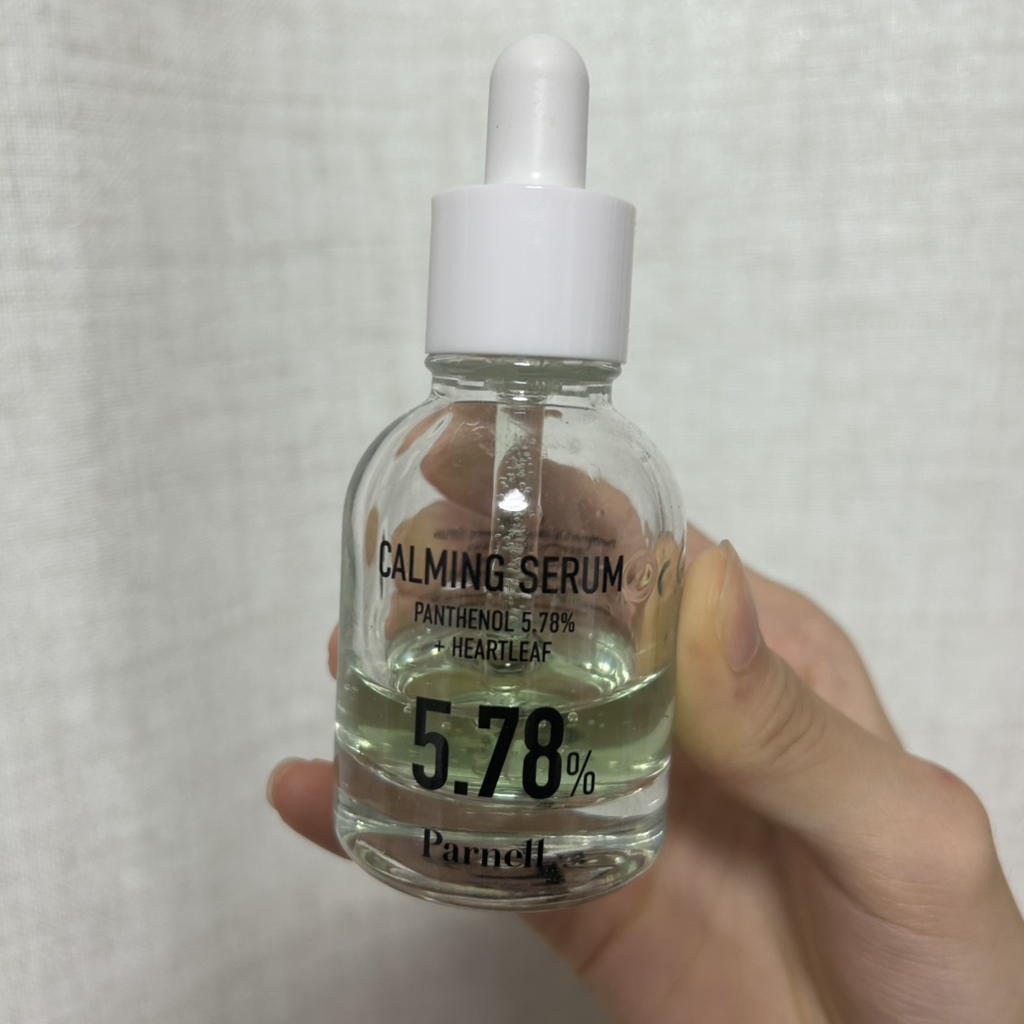 CALMING SERUM
PANTHENOL 5.78%
+ HEARTLEAF
5.78%
Parnell